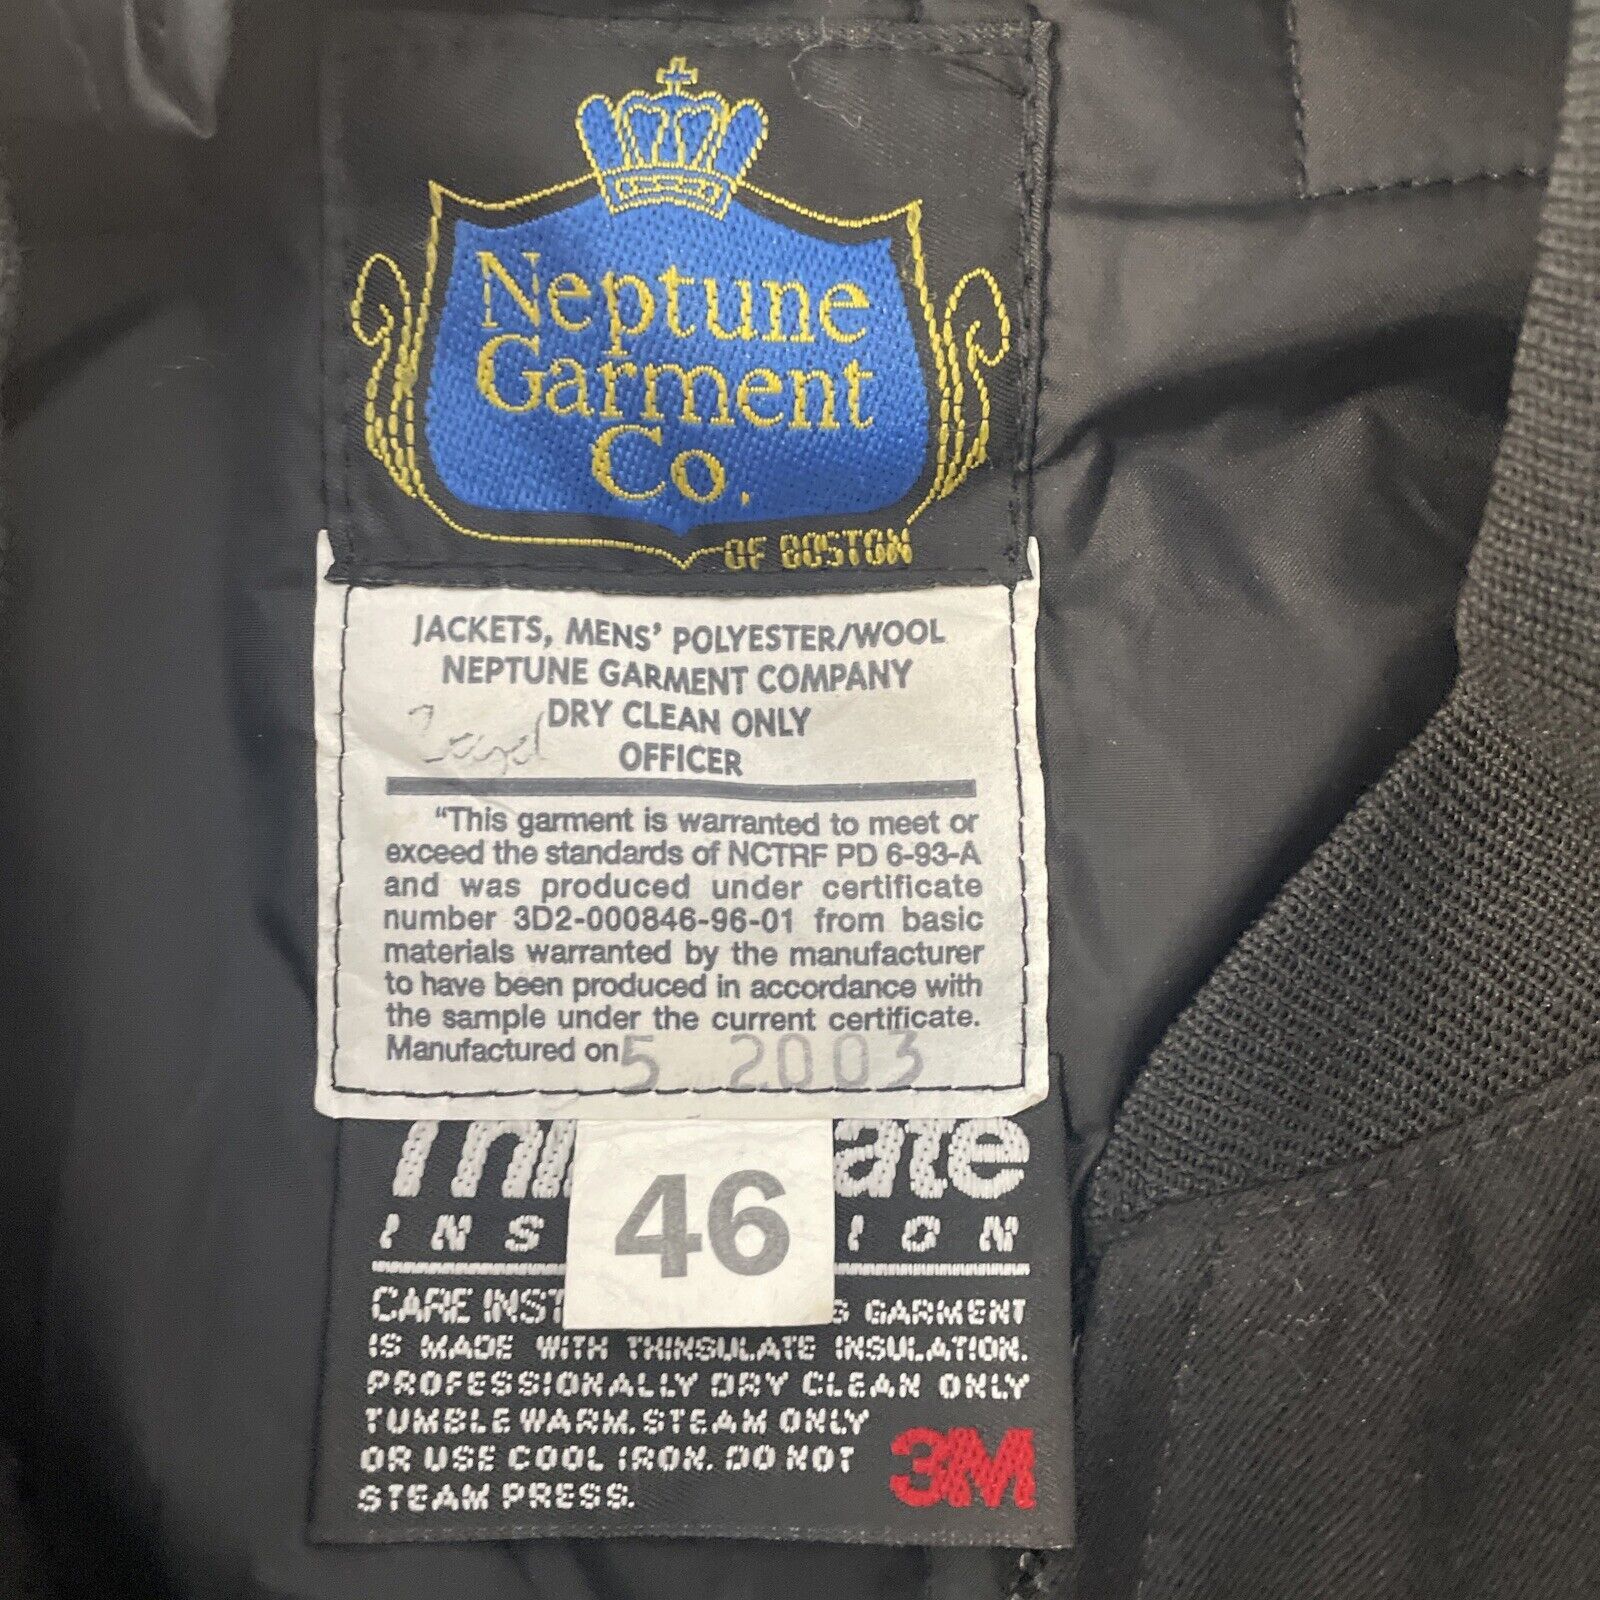 Neptune
Garment
Co.
OF BOSTON
JACKETS, MENS' POLYESTER/WOOL
NEPTUNE GARMENT COMPANY
DRY CLEAN ONLY
OFFICER
“This garment is warranted to meet or
exceed the standards of NCTRF PD 6-93-A
and was produced under certificate
number 3D2-000846-96-01 from basic
materials warranted by the manufacturer
to have been produced in accordance with
the sample under the current certificate.
Manufactured on 5 2003
46
CARE GARMENT
IS MADE WITH THINSULATE INSULATION.
PROFESSIONALLY DRY CLEAN ONLY
TUMBLE WARM. STEAM ONLY
OR USE COOL IRON. DO NOT
STEAM PRESS.
3M